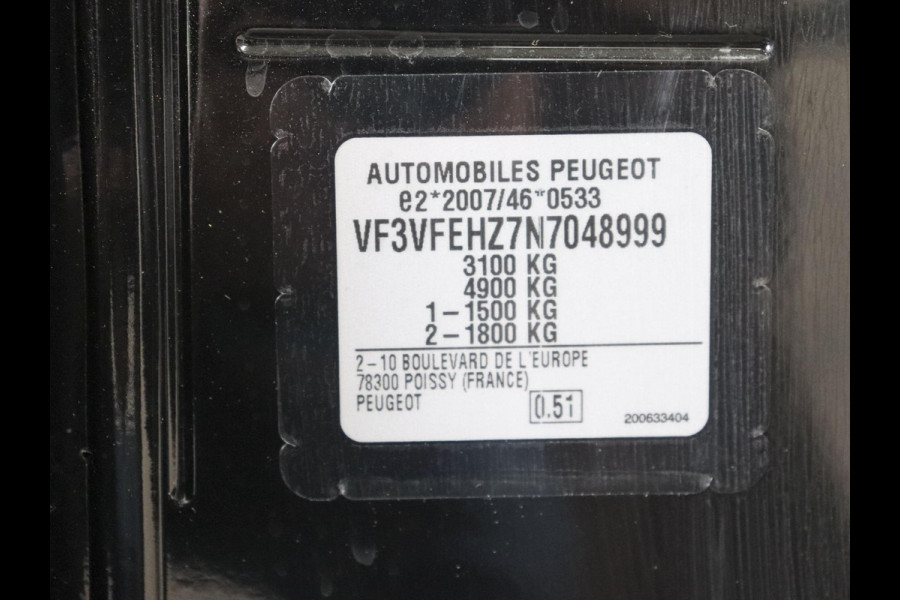 AUTOMOBILES PEUGEOT
e2*2007/46*0533
VF3VFEHZ7N7048999
3100 KG
4900 KG
1-1500 KG
2-1800 KG
2-10 BOULEVARD DE L'EUROPE
78300 POISSY (FRANCE)
PEUGEOT
0.51
200633404